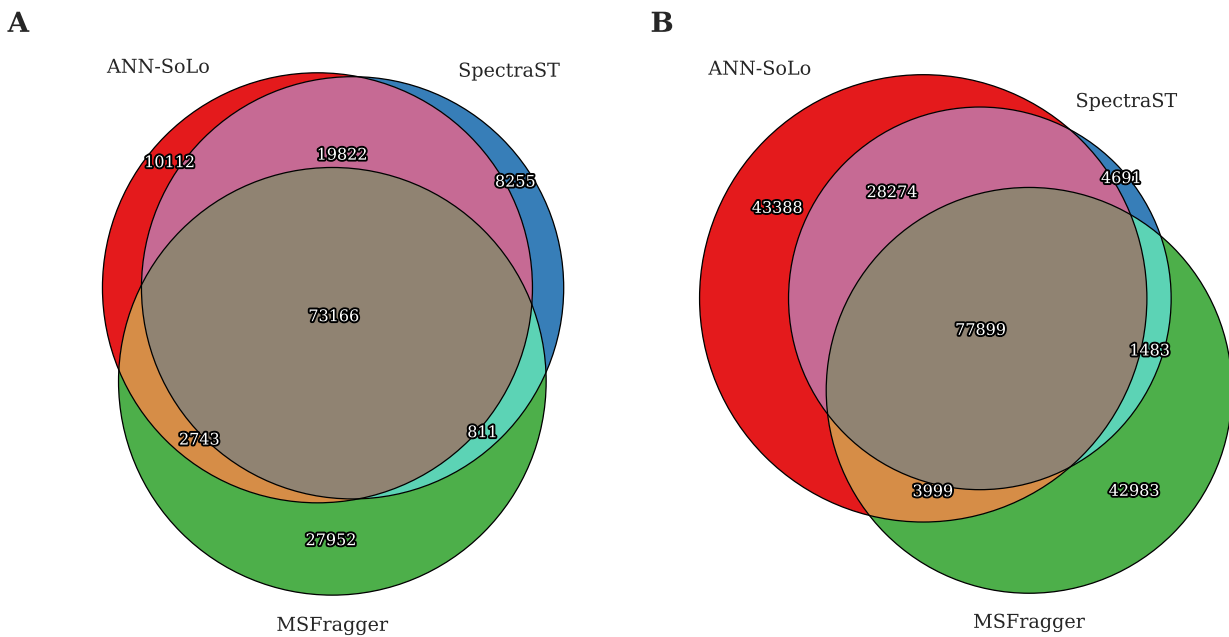 A
ANN-SoLo
SpectraST
10112
19822
8255
73166
2743
811
27952
MSFragger
B
ANN-SoLo
SpectraST
43388
28274
4691
77899
1483
3999
42983
MSFragger